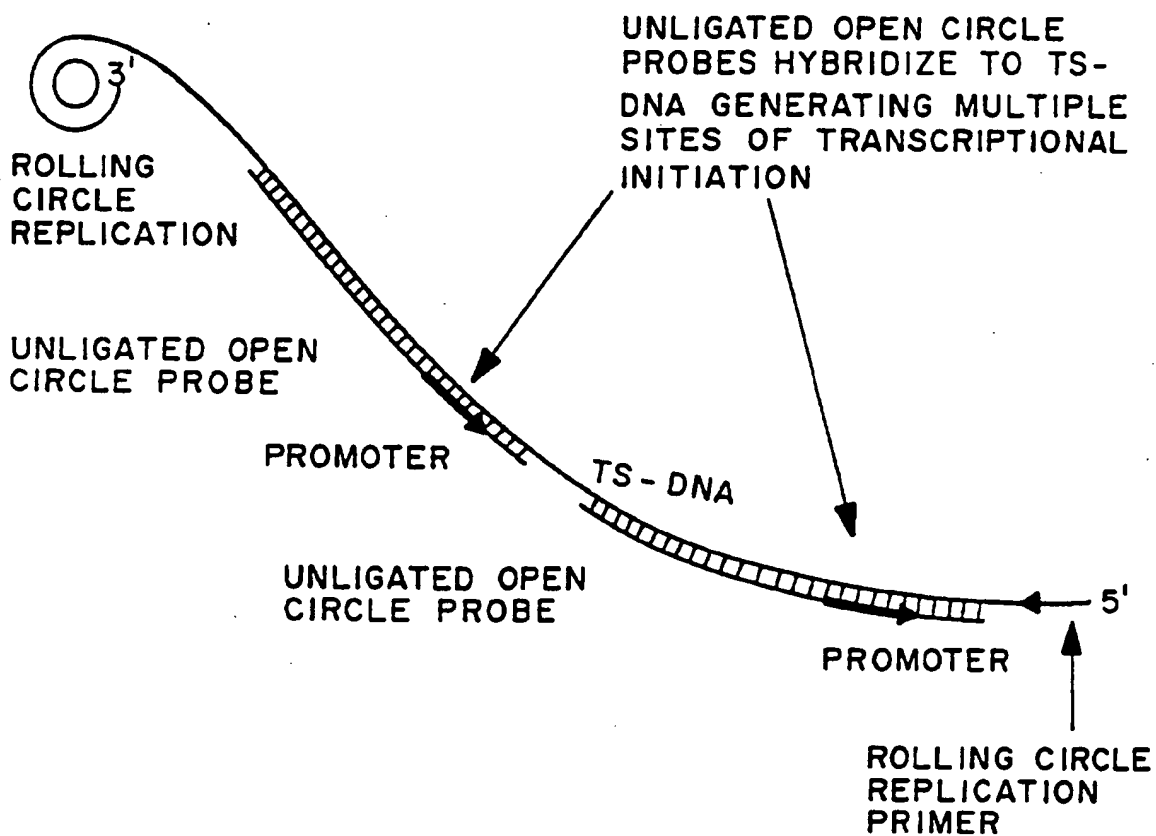 UNLIGATED OPEN CIRCLE
PROBES HYBRIDIZE TO TS-
DNA GENERATING MULTIPLE
SITES OF TRANSCRIPTIONAL
INITIATION
3'
ROLLING
CIRCLE
REPLICATION
UNLIGATED OPEN
CIRCLE PROBE
PROMOTER
TS-DNA
UNLIGATED OPEN
CIRCLE PROBE
5'
PROMOTER
ROLLING CIRCLE
REPLICATION
PRIMER